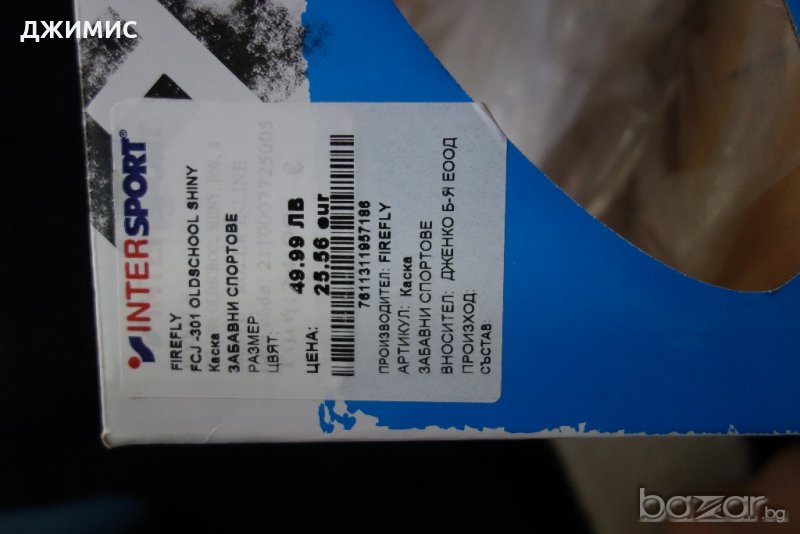 ДЖИМИС
INTERSPORT®
FIREFLY
FCJ -301 OLDSCHOOL SHINY
Каска
ЗАБАВНИ СПОРТОВЕ
РАЗМЕР
ЦВЯТ:
ЦЕНА: 49.99 ЛВ
25.56 eur
7611311957186
ПРОИЗВОДИТЕЛ: FIREFLY
АРТИКУЛ: Каска
ЗАБАВНИ СПОРТОВЕ
ВНОСИТЕЛ: ДЖЕНКО Б-Я ЕООД
ПРОИЗХОД:
СЪСТАВ:
bazar.bg